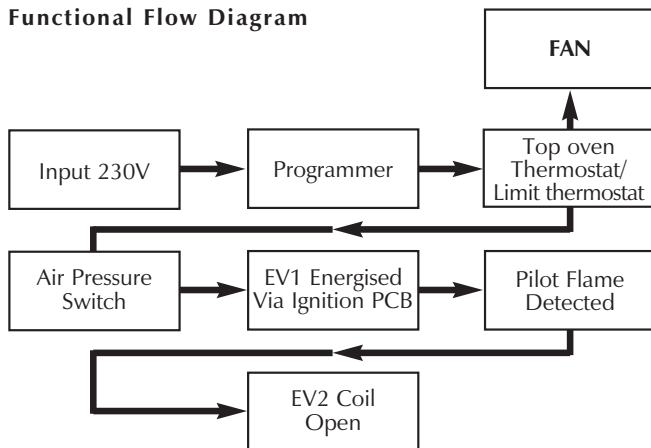 Functional Flow Diagram
FAN
Input 230V
Programmer
Top oven
Thermostat/
Limit thermostat
Air Pressure
Switch
EV1 Energised
Via Ignition PCB
Pilot Flame
Detected
EV2 Coil
Open